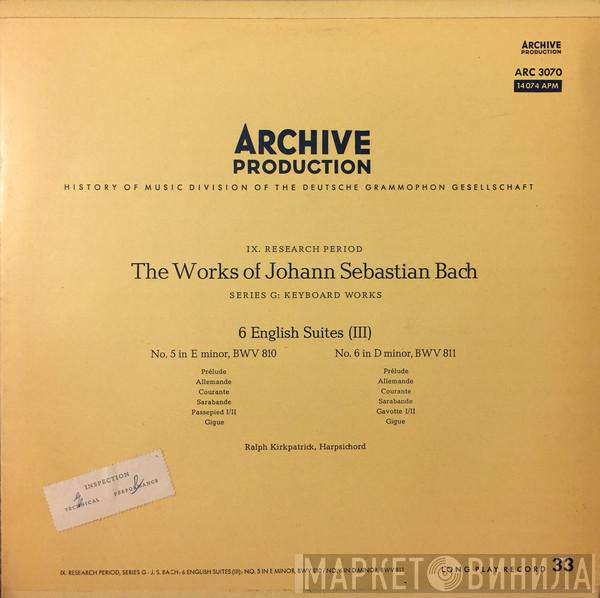 ARCHIVE
PRODUCTION
ARC 3070
14 074 APM
ARCHIVE
PRODUCTION
HISTORY OF MUSIC DIVISION OF THE DEUTSCHE GRAMMOPHON GESELLSCHAFT
IX. RESEARCH PERIOD
The Works of Johann Sebastian Bach
SERIES G: KEYBOARD WORKS
6 English Suites (III)
No. 5 in E minor, BWV 810
Prélude
Allemande
Courante
Sarabande
Passepied I/II
Gigue
No. 6 in D minor, BWV 811
Prélude
Allemande
Courante
Sarabande
Gavotte I/II
Gigue
Ralph Kirkpatrick, Harpsichord
INSPECTION
TECHNICAL PERFORMANCE
IX. RESEARCH PERIOD, SERIES G · J. S. BACH: 6 ENGLISH SUITES (III): NO. 5 IN E MINOR, BWV 810 / NO. 6 IN D MINOR, BWV 811
LONG PLAY RECORD 33
МАРКЕТ ВИНИЛА